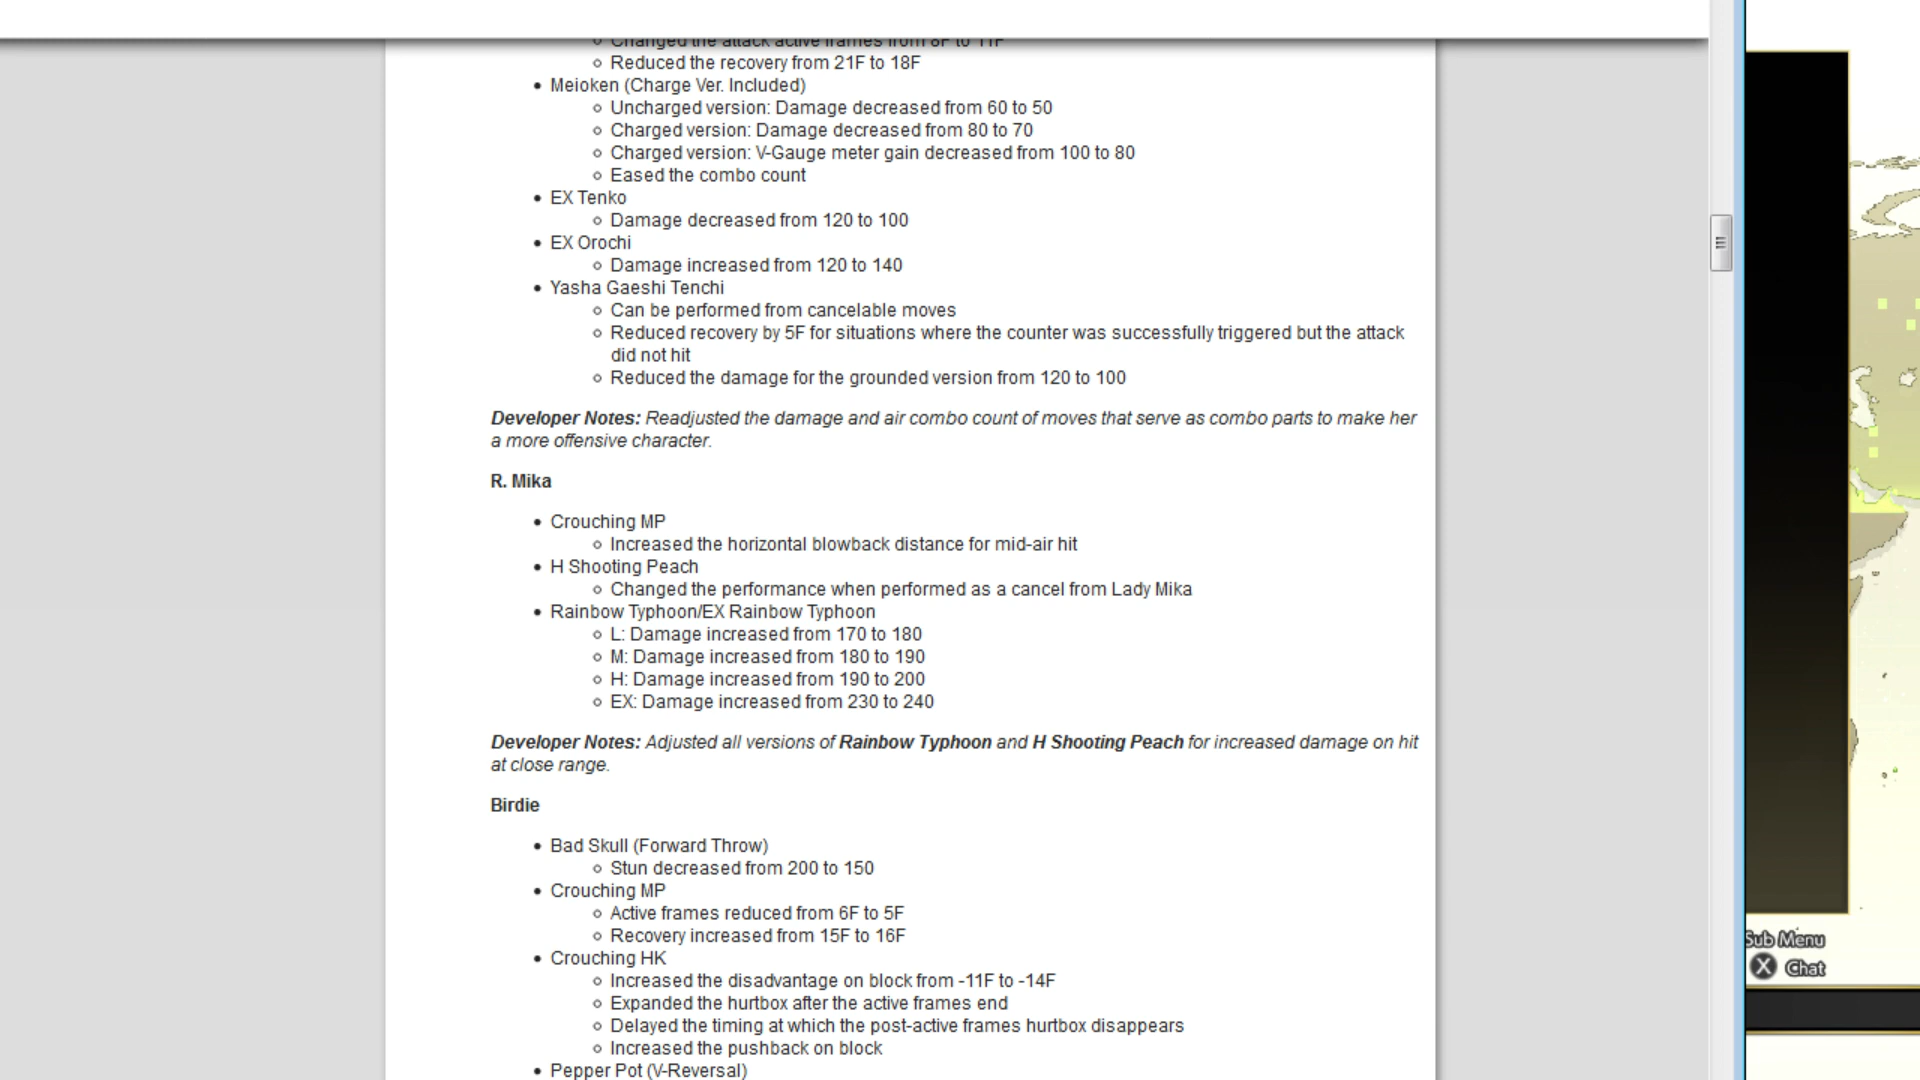 Changed the attack active frames from 8F to 11F
Reduced the recovery from 21F to 18F
Meioken (Charge Ver. Included)
Uncharged version: Damage decreased from 60 to 50
Charged version: Damage decreased from 80 to 70
Charged version: V-Gauge meter gain decreased from 100 to 80
Eased the combo count
EX Tenko
Damage decreased from 120 to 100
EX Orochi
Damage increased from 120 to 140
Yasha Gaeshi Tenchi
Can be performed from cancelable moves
Reduced recovery by 5F for situations where the counter was successfully triggered but the attack
did not hit
Reduced the damage for the grounded version from 120 to 100
Developer Notes: Readjusted the damage and air combo count of moves that serve as combo parts to make her
a more offensive character.
R. Mika
Crouching MP
Increased the horizontal blowback distance for mid-air hit
H Shooting Peach
Changed the performance when performed as a cancel from Lady Mika
Rainbow Typhoon/EX Rainbow Typhoon
L: Damage increased from 170 to 180
M: Damage increased from 180 to 190
H: Damage increased from 190 to 200
EX: Damage increased from 230 to 240
Developer Notes: Adjusted all versions of Rainbow Typhoon and H Shooting Peach for increased damage on hit
at close range.
Birdie
Bad Skull (Forward Throw)
Stun decreased from 200 to 150
Crouching MP
Active frames reduced from 6F to 5F
Recovery increased from 15F to 16F
Crouching HK
Increased the disadvantage on block from -11F to -14F
Expanded the hurtbox after the active frames end
Delayed the timing at which the post-active frames hurtbox disappears
Increased the pushback on block
Pepper Pot (V-Reversal)
Sub Menu
X Chat